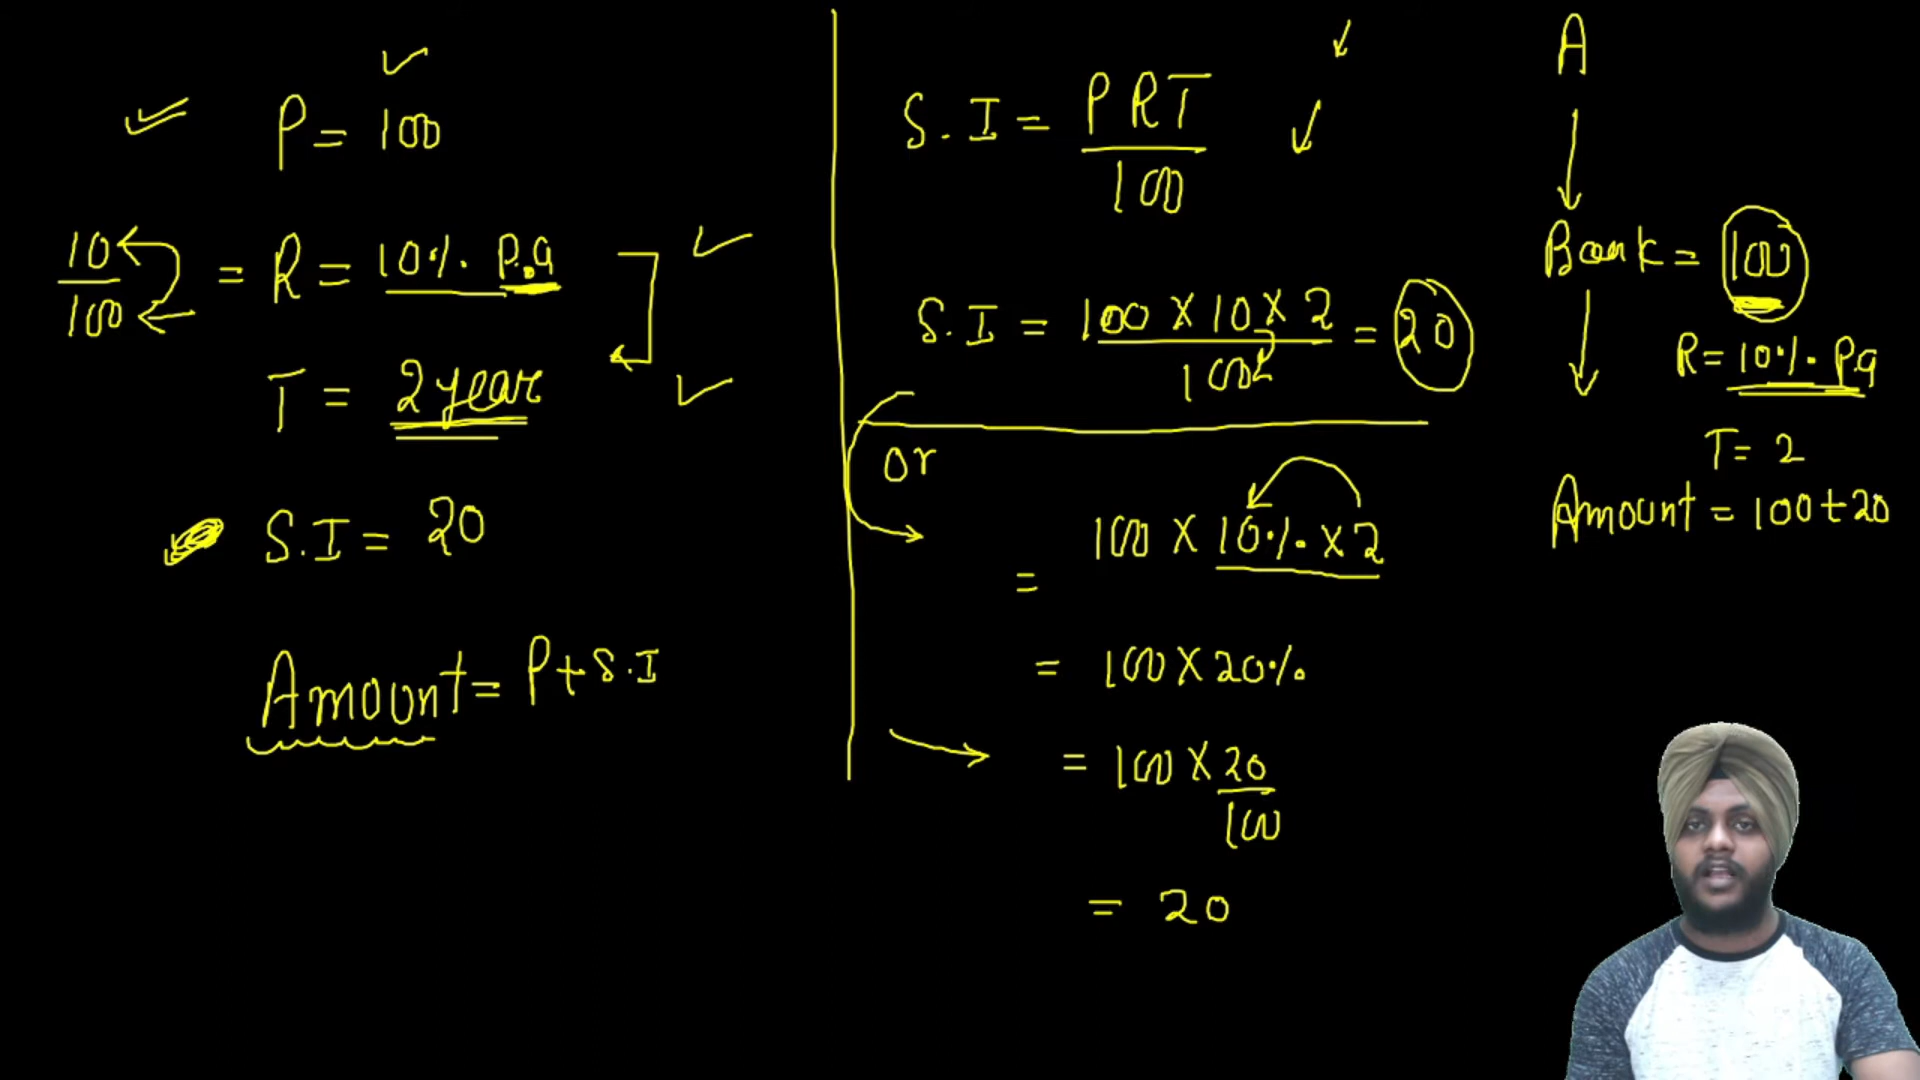 P = 100
10/100 = R = 10% P.a
T = 2 year
S.I = 20
Amount = P + S.I
S.I = PRT/100
S.I = 100 x 10 x 2/100 = 20
or
= 100 x 10% x 2
= 100 x 20%
= 100 x 20/100
= 20
A
Bank = 100
R = 10% P.a
T = 2
Amount = 100 + 20